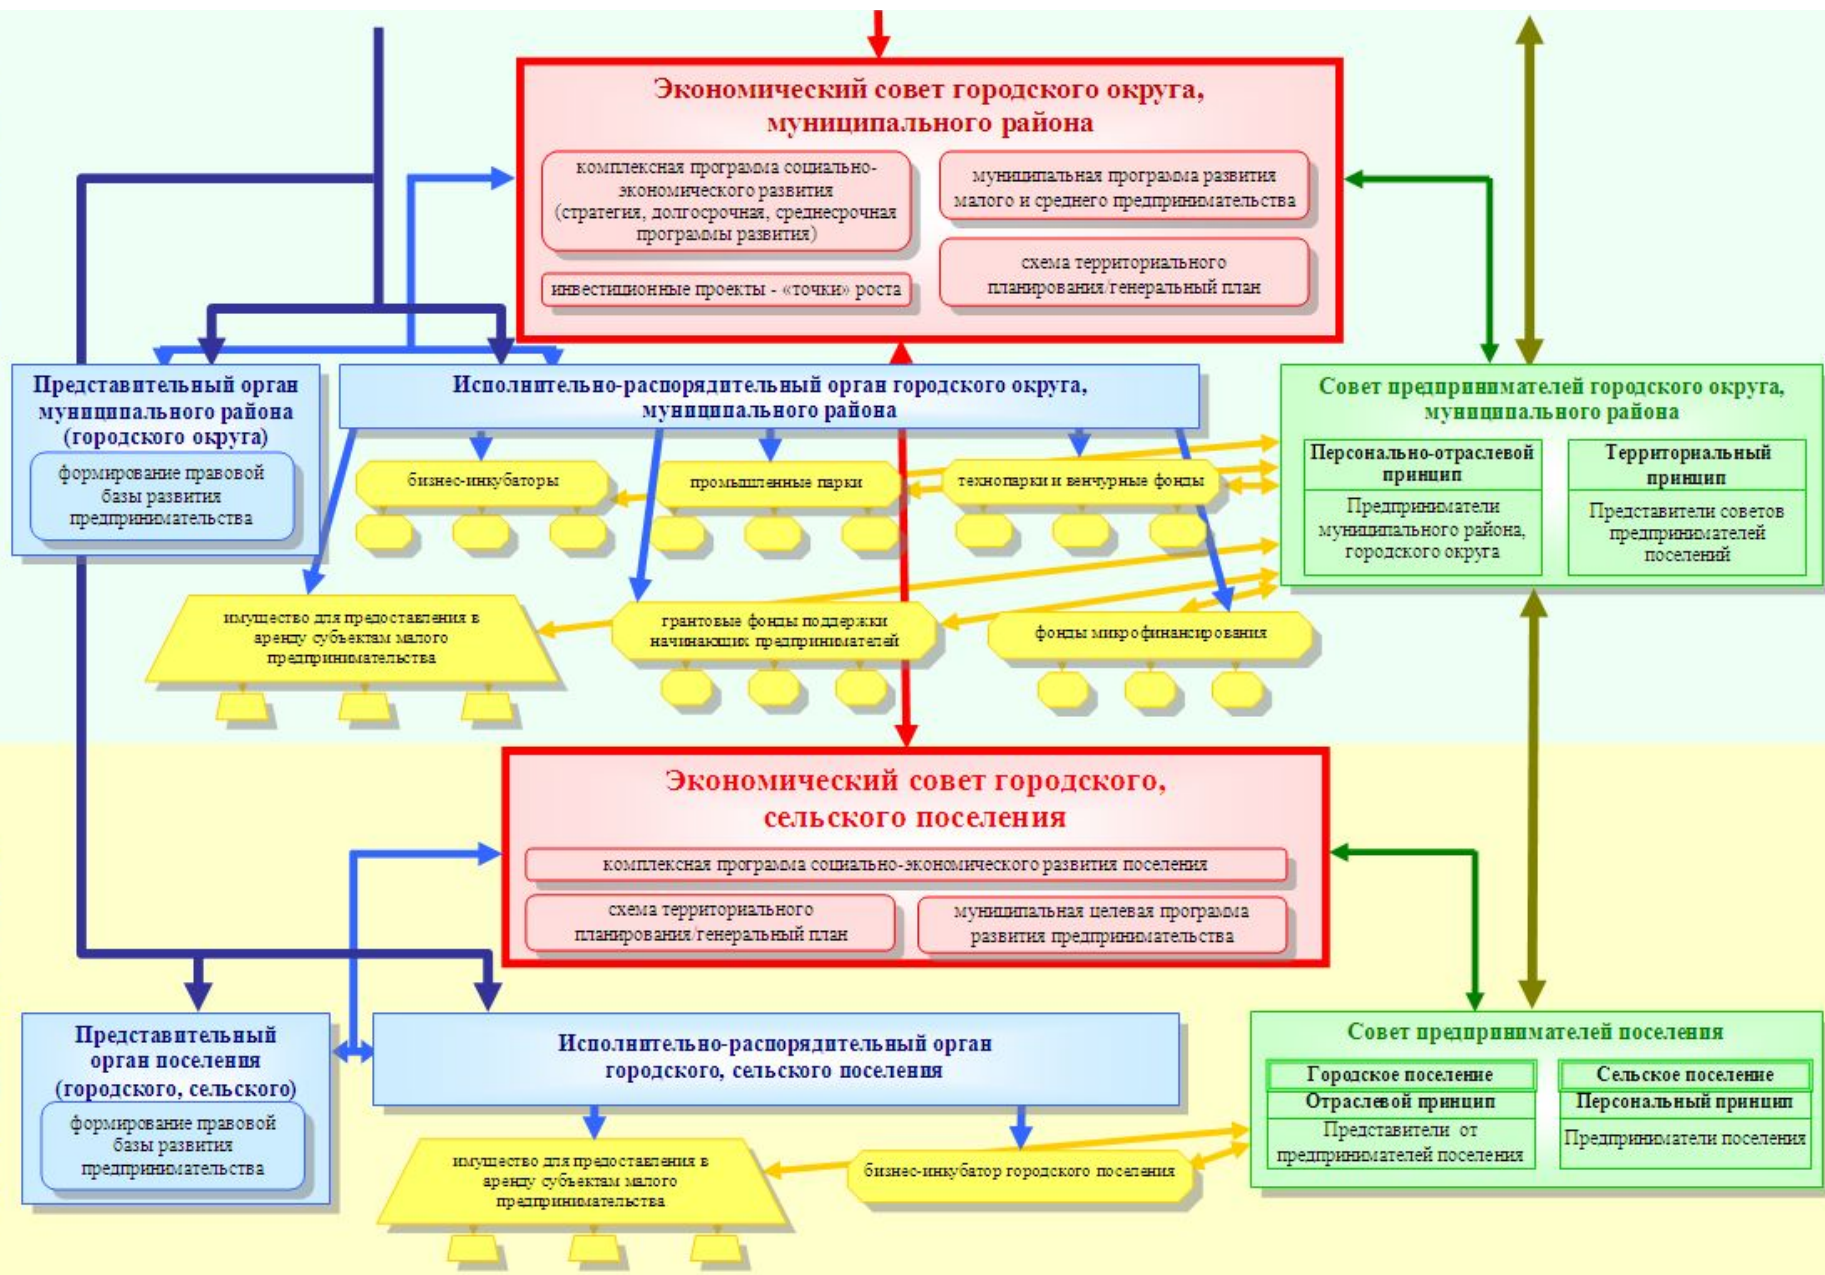 Экономический совет городского округа,
муниципального района
комплексная программа социально-
экономического развития
(стратегия, долгосрочная, среднесрочная
программы развития)
муниципальная программа развития
малого и среднего предпринимательства
инвестиционные проекты - «точки» роста
схема территориального
планирования/генеральный план
Представительный орган
муниципального района
(городского округа)
формирование правовой
базы развития
предпринимательства
Исполнительно-распорядительный орган городского округа,
муниципального района
бизнес-инкубаторы
промышленные парки
технопарки и венчурные фонды
имущество для предоставления в
аренду субъектам малого
предпринимательства
грантовые фонды поддержки
начинающих предпринимателей
фонды микрофинансирования
Совет предпринимателей городского округа,
муниципального района
Персонально-отраслевой
принцип
Предприниматели
муниципального района,
городского округа
Территориальный
принцип
Представители советов
предпринимателей
поселений
Экономический совет городского,
сельского поселения
комплексная программа социально-экономического развития поселения
схема территориального
планирования/генеральный план
муниципальная целевая программа
развития предпринимательства
Представительный
орган поселения
(городского, сельского)
формирование правовой
базы развития
предпринимательства
Исполнительно-распорядительный орган
городского, сельского поселения
имущество для предоставления в
аренду субъектам малого
предпринимательства
бизнес-инкубатор городского поселения
Совет предпринимателей поселения
Городское поселение
Отраслевой принцип
Представители от
предпринимателей поселения
Сельское поселение
Персональный принцип
Предприниматели поселения